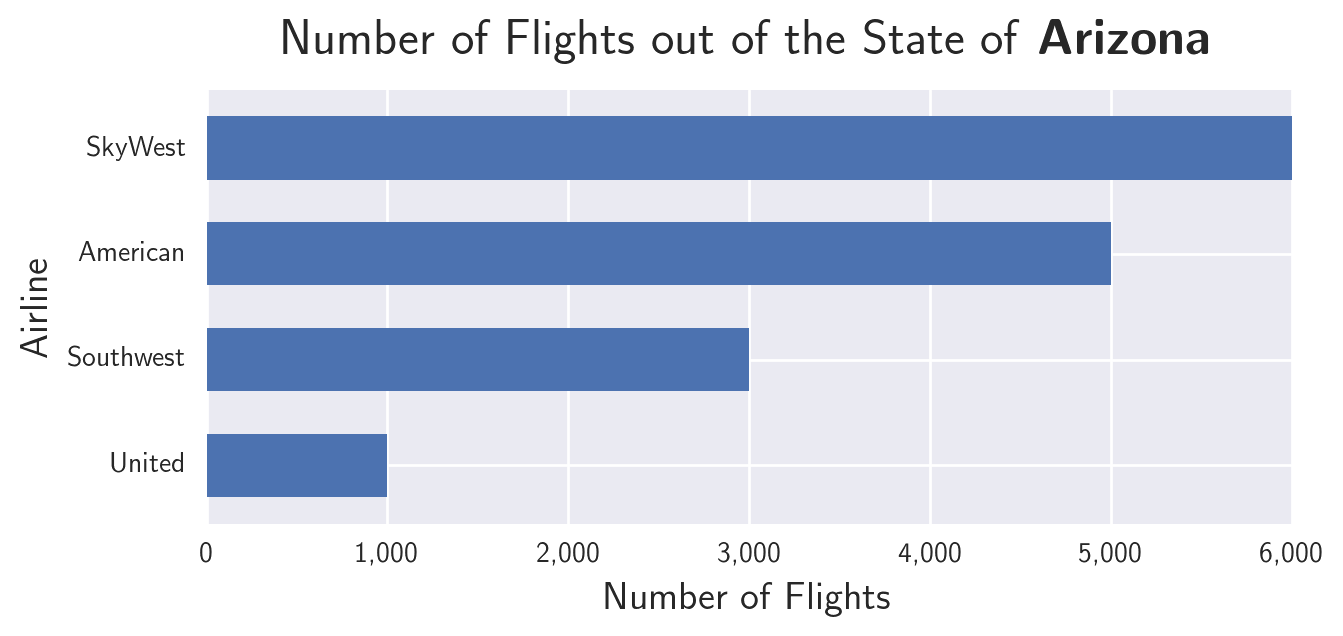 Number of Flights out of the State of Arizona
SkyWest
American
Southwest
United
Airline
0 1,000 2,000 3,000 4,000 5,000 6,000
Number of Flights